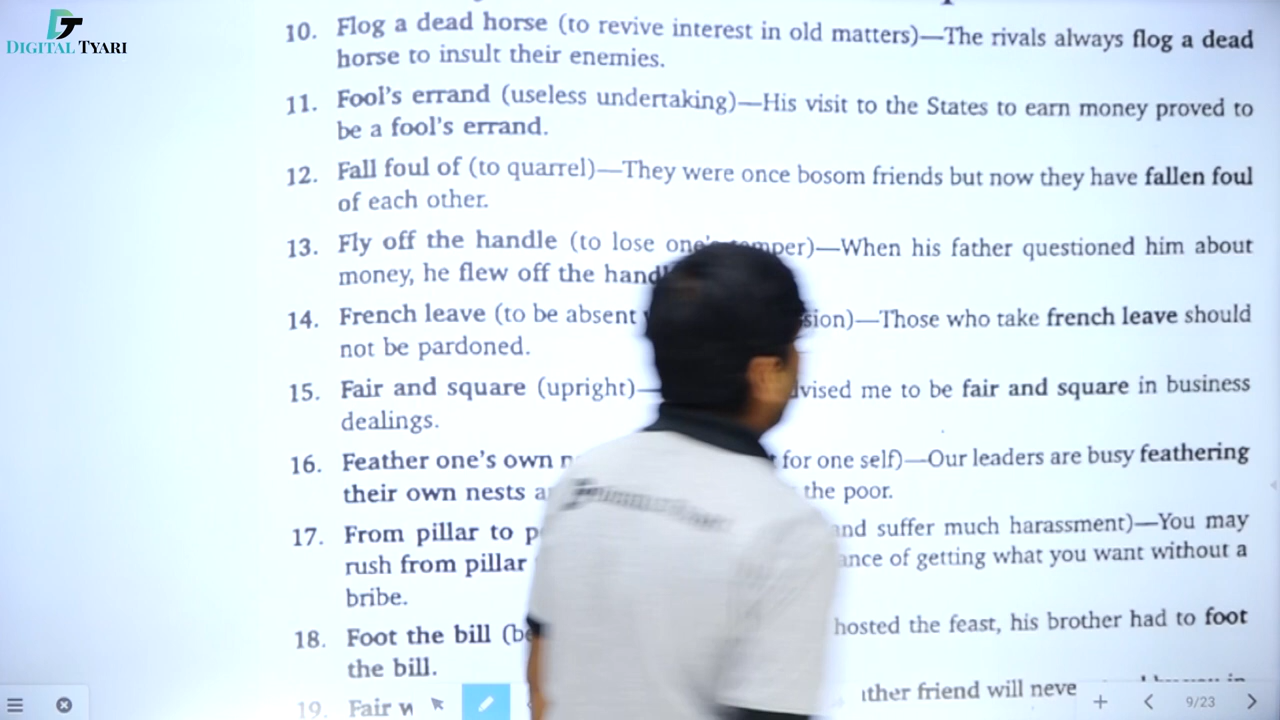 DIGITAL TYARI
10. Flog a dead horse (to revive interest in old matters)—The rivals always flog a dead
horse to insult their enemies.
11. Fool's errand (useless undertaking)—His visit to the States to earn money proved to
be a fool's errand.
12. Fall foul of (to quarrel)—They were once bosom friends but now they have fallen foul
of each other.
13. Fly off the handle (to lose one's temper)—When his father questioned him about
money, he flew off the
14. French leave (to be absent —Those who take french leave should
not be pardoned.
15. Fair and square (upright)— me to be fair and square in business
dealings.
16. Feather one's own for one self)—Our leaders are busy feathering
their own nests the poor.
17. From pillar to and suffer much harassment)—You may
rush from pillar of getting what you want without a
bribe.
18. Foot the bill hosted the feast, his brother had to foot
the bill.
19. Fair friend will
9/23